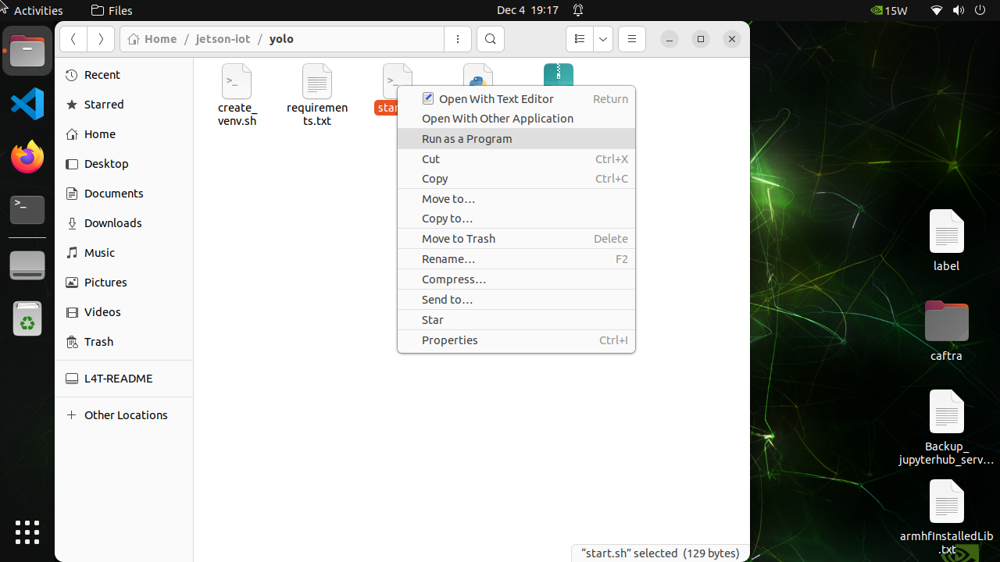 Activities
Files
Dec 4 19:17
15W
Home / jetson-iot / yolo
Recent
Starred
Home
Desktop
Documents
Downloads
Music
Pictures
Videos
Trash
L4T-README
+ Other Locations
>_
create_
venv.sh
requiremen
ts.txt
>_
Open With Text Editor Return
Open With Other Application
Run as a Program
Cut Ctrl+X
Copy Ctrl+C
Move to…
Copy to…
Move to Trash Delete
Rename… F2
Compress…
Send to…
Star
Properties Ctrl+I
“start.sh” selected (129 bytes)
label
caftra
Backup_
jupyterhub_serv…
armhfInstalledLib
.txt